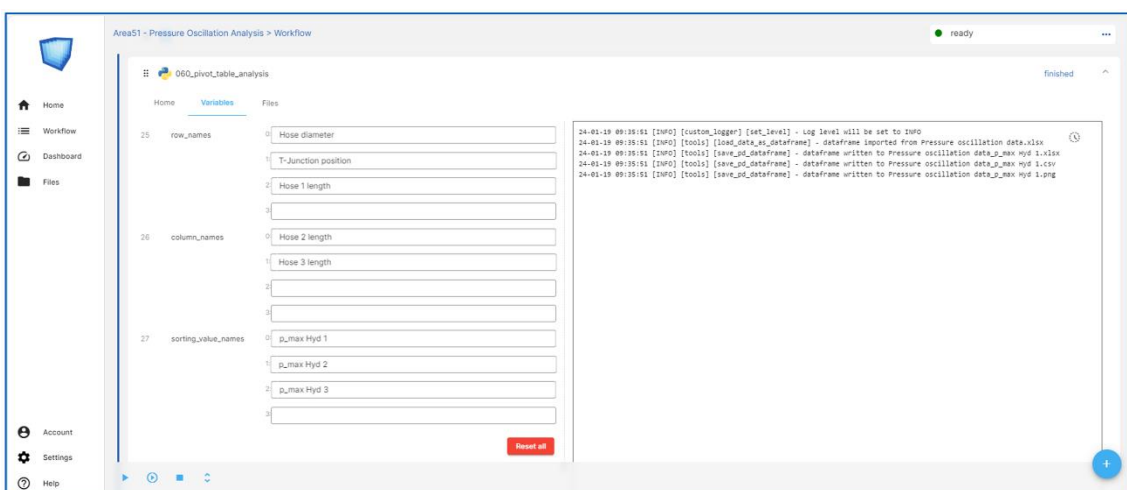 Area51 - Pressure Oscillation Analysis > Workflow
ready
060_pivot_table_analysis
finished
Home
Workflow
Dashboard
Files
Home Variables Files
25 row_names
0: Hose diameter
1: T-Junction position
2: Hose 1 length
3:
26 column_names
0: Hose 2 length
1: Hose 3 length
2:
3:
27 sorting_value_names
0: p_max Hyd 1
1: p_max Hyd 2
2: p_max Hyd 3
3:
Reset all
24-01-19 09:35:51 [INFO] [custom_logger] [set_level] - Log level will be set to INFO
24-01-19 09:35:51 [INFO] [tools] [load_data_as_dataframe] - dataframe imported from Pressure oscillation data.xlsx
24-01-19 09:35:51 [INFO] [tools] [save_pd_dataframe] - dataframe written to Pressure oscillation data_p_max Hyd 1.xlsx
24-01-19 09:35:51 [INFO] [tools] [save_pd_dataframe] - dataframe written to Pressure oscillation data_p_max Hyd 1.csv
24-01-19 09:35:51 [INFO] [tools] [save_pd_dataframe] - dataframe written to Pressure oscillation data_p_max Hyd 1.png
Account
Settings
Help